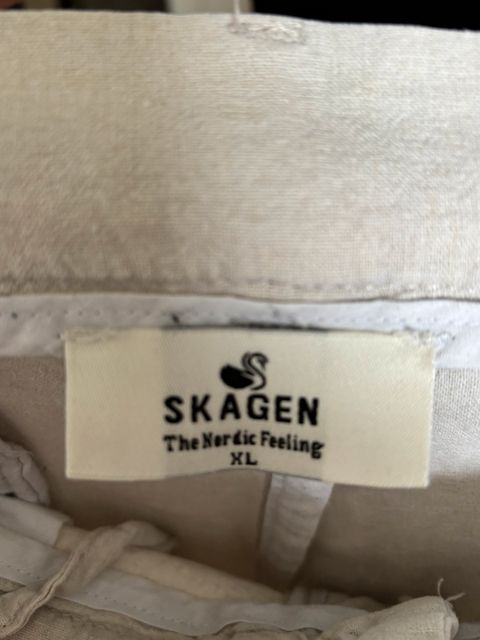 SKAGEN
The Nordic Feeling
XL